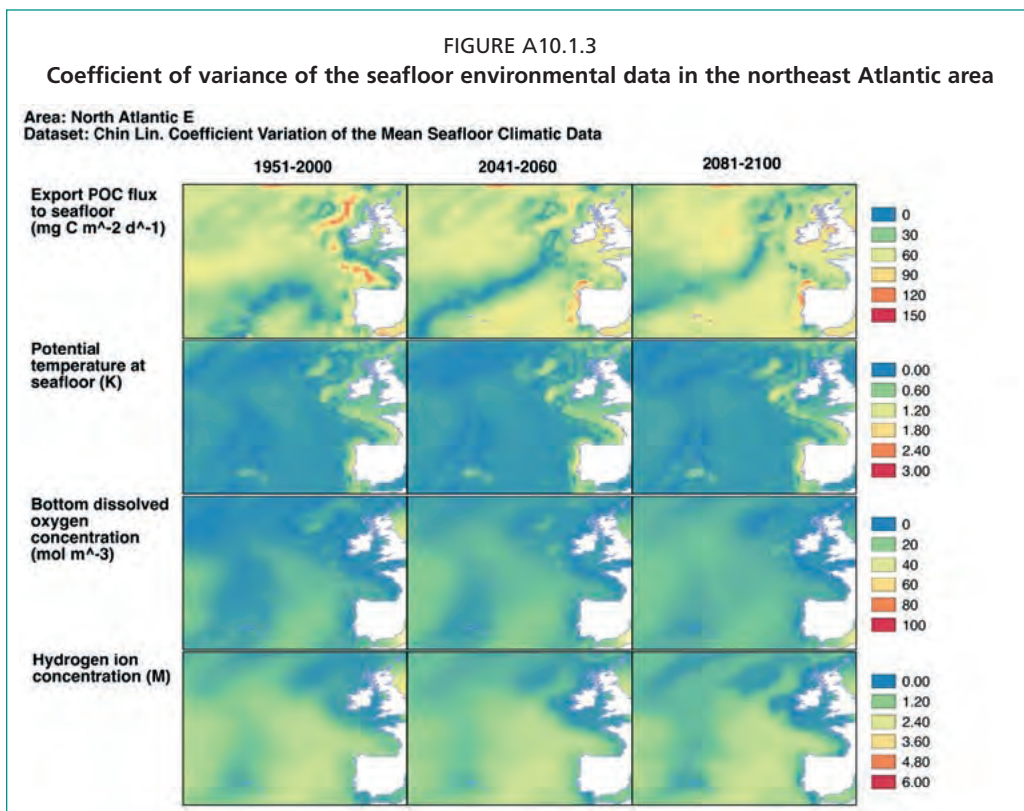 FIGURE A10.1.3
Coefficient of variance of the seafloor environmental data in the northeast Atlantic area
Area: North Atlantic E
Dataset: Chin Lin. Coefficient Variation of the Mean Seafloor Climatic Data
1951-2000 2041-2060 2081-2100
Export POC flux
to seafloor
(mg C m^-2 d^-1)
0
30
60
90
120
150
Potential
temperature at
seafloor (K)
0.00
0.60
1.20
1.80
2.40
3.00
Bottom dissolved
oxygen
concentration
(mol m^-3)
0
20
40
60
80
100
Hydrogen ion
concentration (M)
0.00
1.20
2.40
3.60
4.80
6.00